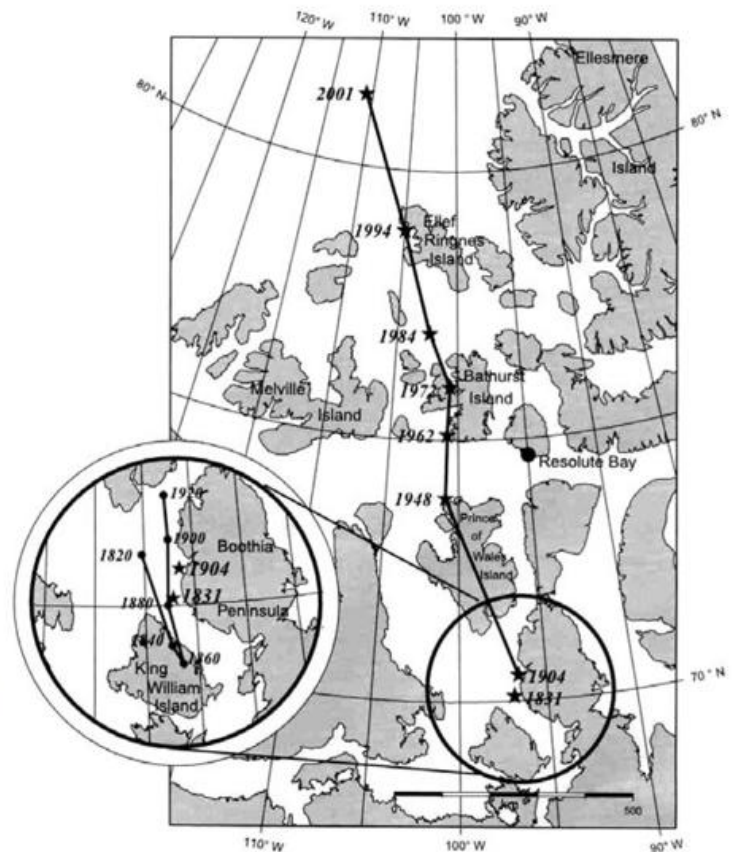 120° W
110° W
100° W
90° W
80° N
80° N
2001
Ellesmere
Island
1994
Ellef
Ringnes
Island
1984
Melville
Island
197
Bathurst
Island
1962
Resolute Bay
1948
Prince
of
Wales
Island
1920
1820
1900
Boothia
1904
1831
1880
Peninsula
1840
1860
King
William
Island
1904
1831
70° N
km
500
110° W
100° W
90° W